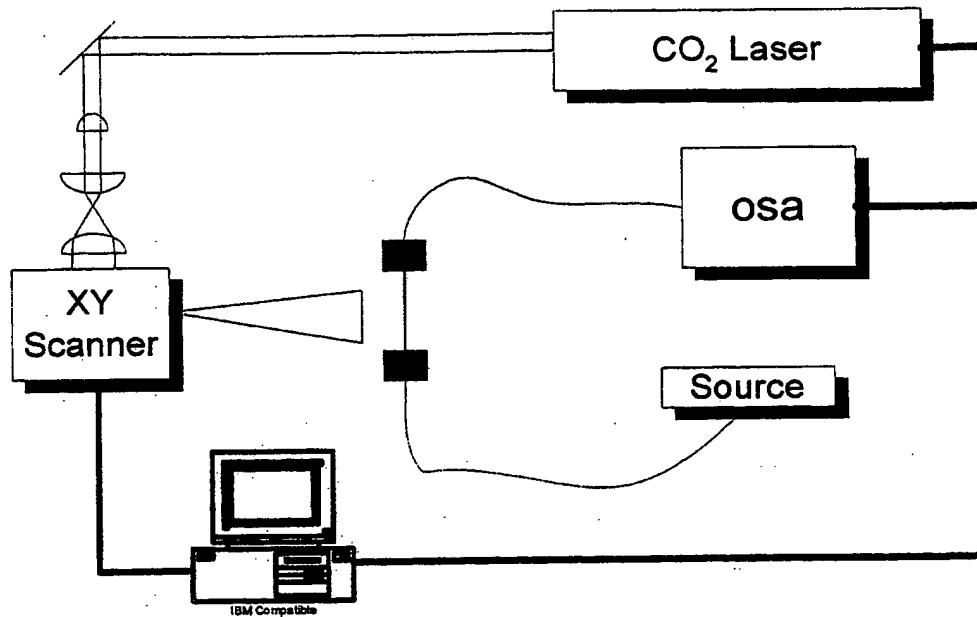 CO₂ Laser
osa
XY
Scanner
Source
IBM Compatible